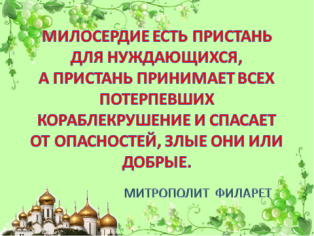 МИЛОСЕРДИЕ ЕСТЬ ПРИСТАНЬ
ДЛЯ НУЖДАЮЩИХСЯ,
А ПРИСТАНЬ ПРИНИМАЕТ ВСЕХ
ПОТЕРПЕВШИХ
КОРАБЛЕКРУШЕНИЕ И СПАСАЕТ
ОТ ОПАСНОСТЕЙ, ЗЛЫЕ ОНИ ИЛИ
ДОБРЫЕ.
МИТРОПОЛИТ ФИЛАРЕТ